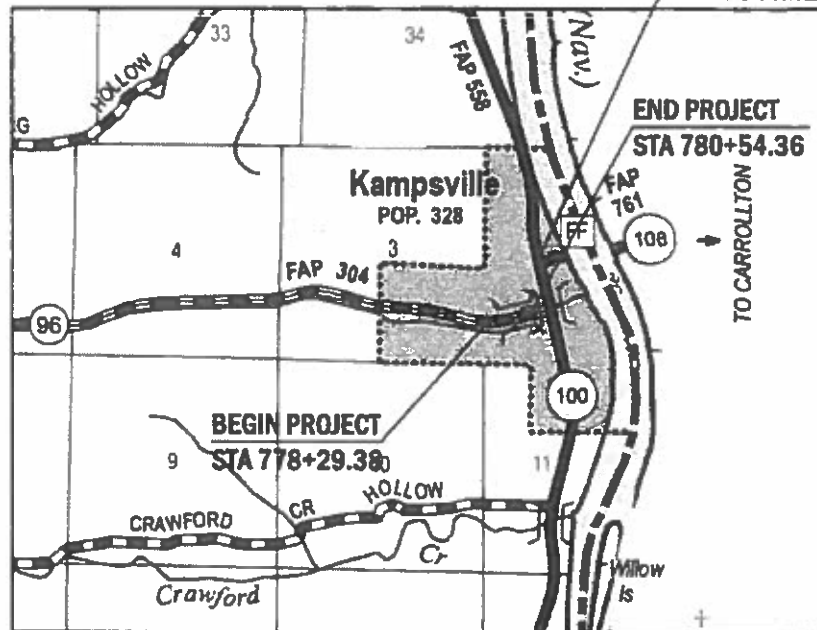 33
34
(Nav.)
HOLLOW
FAP 558
G
END PROJECT
STA 780+54.36
Kampsville
POP. 328
FAP
761
FF
108
TO CARROLLTON
4
3
FAP 304
96
100
BEGIN PROJECT
STA 778+29.38
9
11
HOLLOW
CR
CRAWFORD
Cr
Crawford
Willow
is